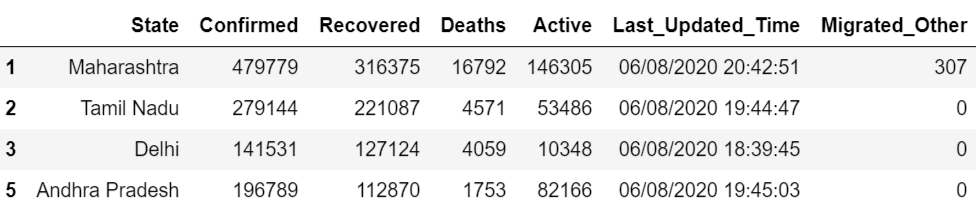 State Confirmed Recovered Deaths Active Last_Updated_Time Migrated_Other
1 Maharashtra 479779 316375 16792 146305 06/08/2020 20:42:51 307
2 Tamil Nadu 279144 221087 4571 53486 06/08/2020 19:44:47 0
3 Delhi 141531 127124 4059 10348 06/08/2020 18:39:45 0
5 Andhra Pradesh 196789 112870 1753 82166 06/08/2020 19:45:03 0